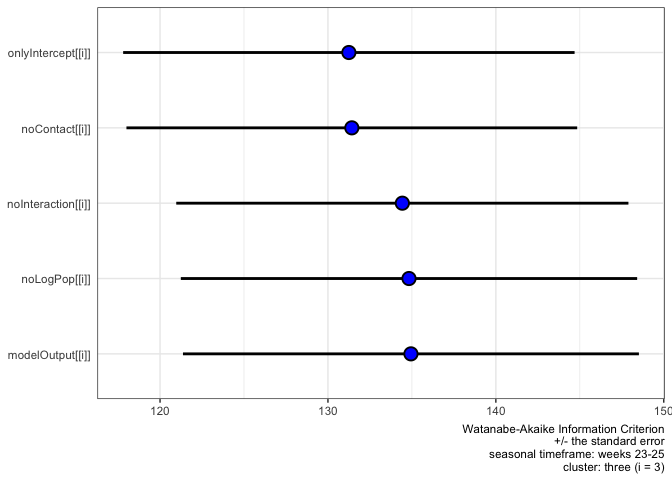 onlyIntercept[[i]]
noContact[[i]]
noInteraction[[i]]
noLogPop[[i]]
modelOutput[[i]]
120
130
140
150
Watanabe-Akaike Information Criterion
+/- the standard error
seasonal timeframe: weeks 23-25
cluster: three (i = 3)